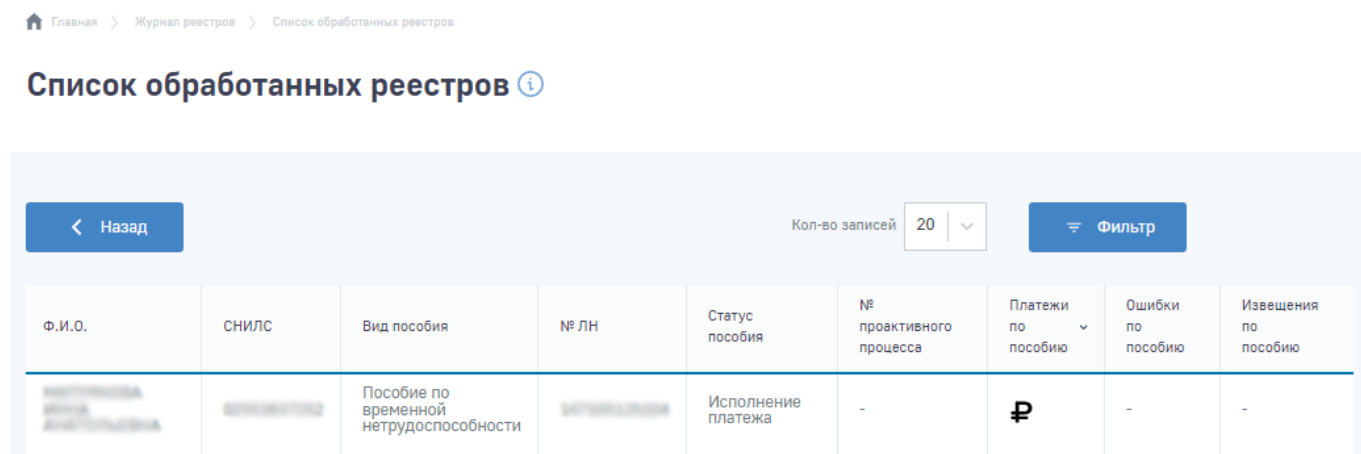 Главная > Журнал реестров > Список обработанных реестров
Список обработанных реестров
Назад
Кол-во записей 20
Фильтр
Ф.И.О.
СНИЛС
Вид пособия
№ ЛН
Статус
пособия
№
проактивного
процесса
Платежи
по
пособию
Ошибки
по
пособию
Извещения
по
пособию
Пособие по
временной
нетрудоспособности
Исполнение
платежа
-
₽
-
-